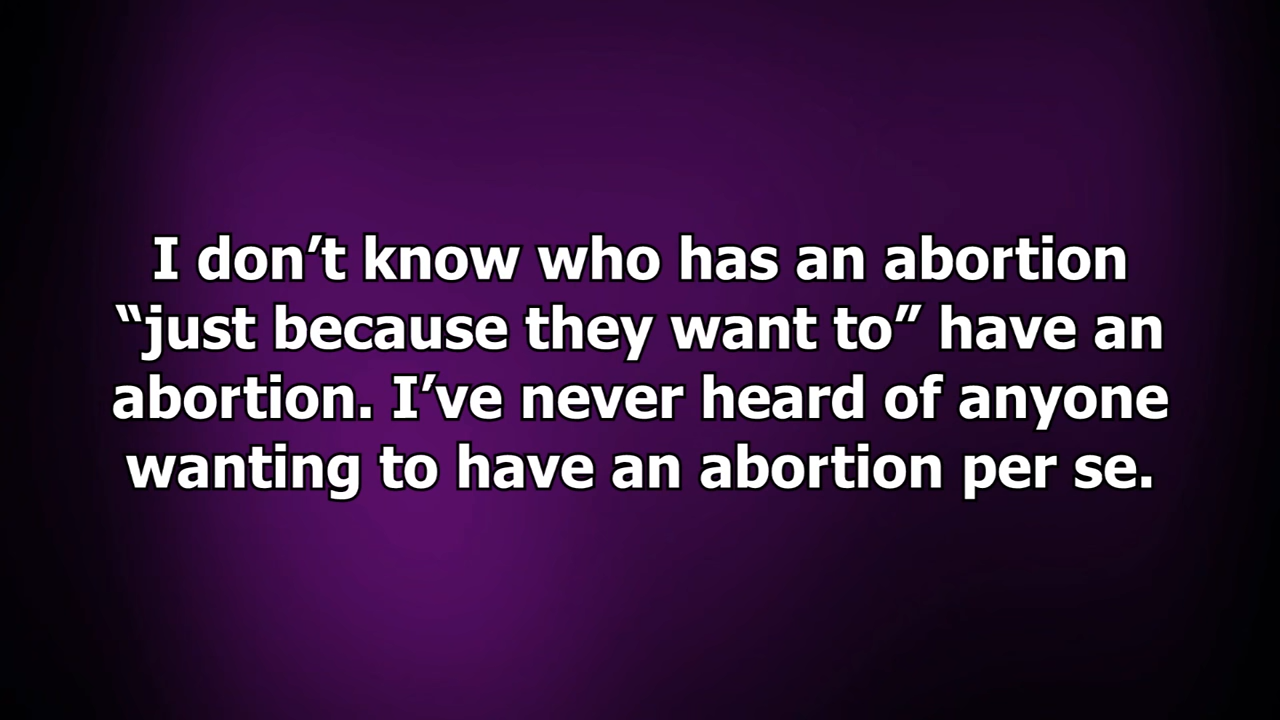 I don’t know who has an abortion
“just because they want to” have an
abortion. I’ve never heard of anyone
wanting to have an abortion per se.